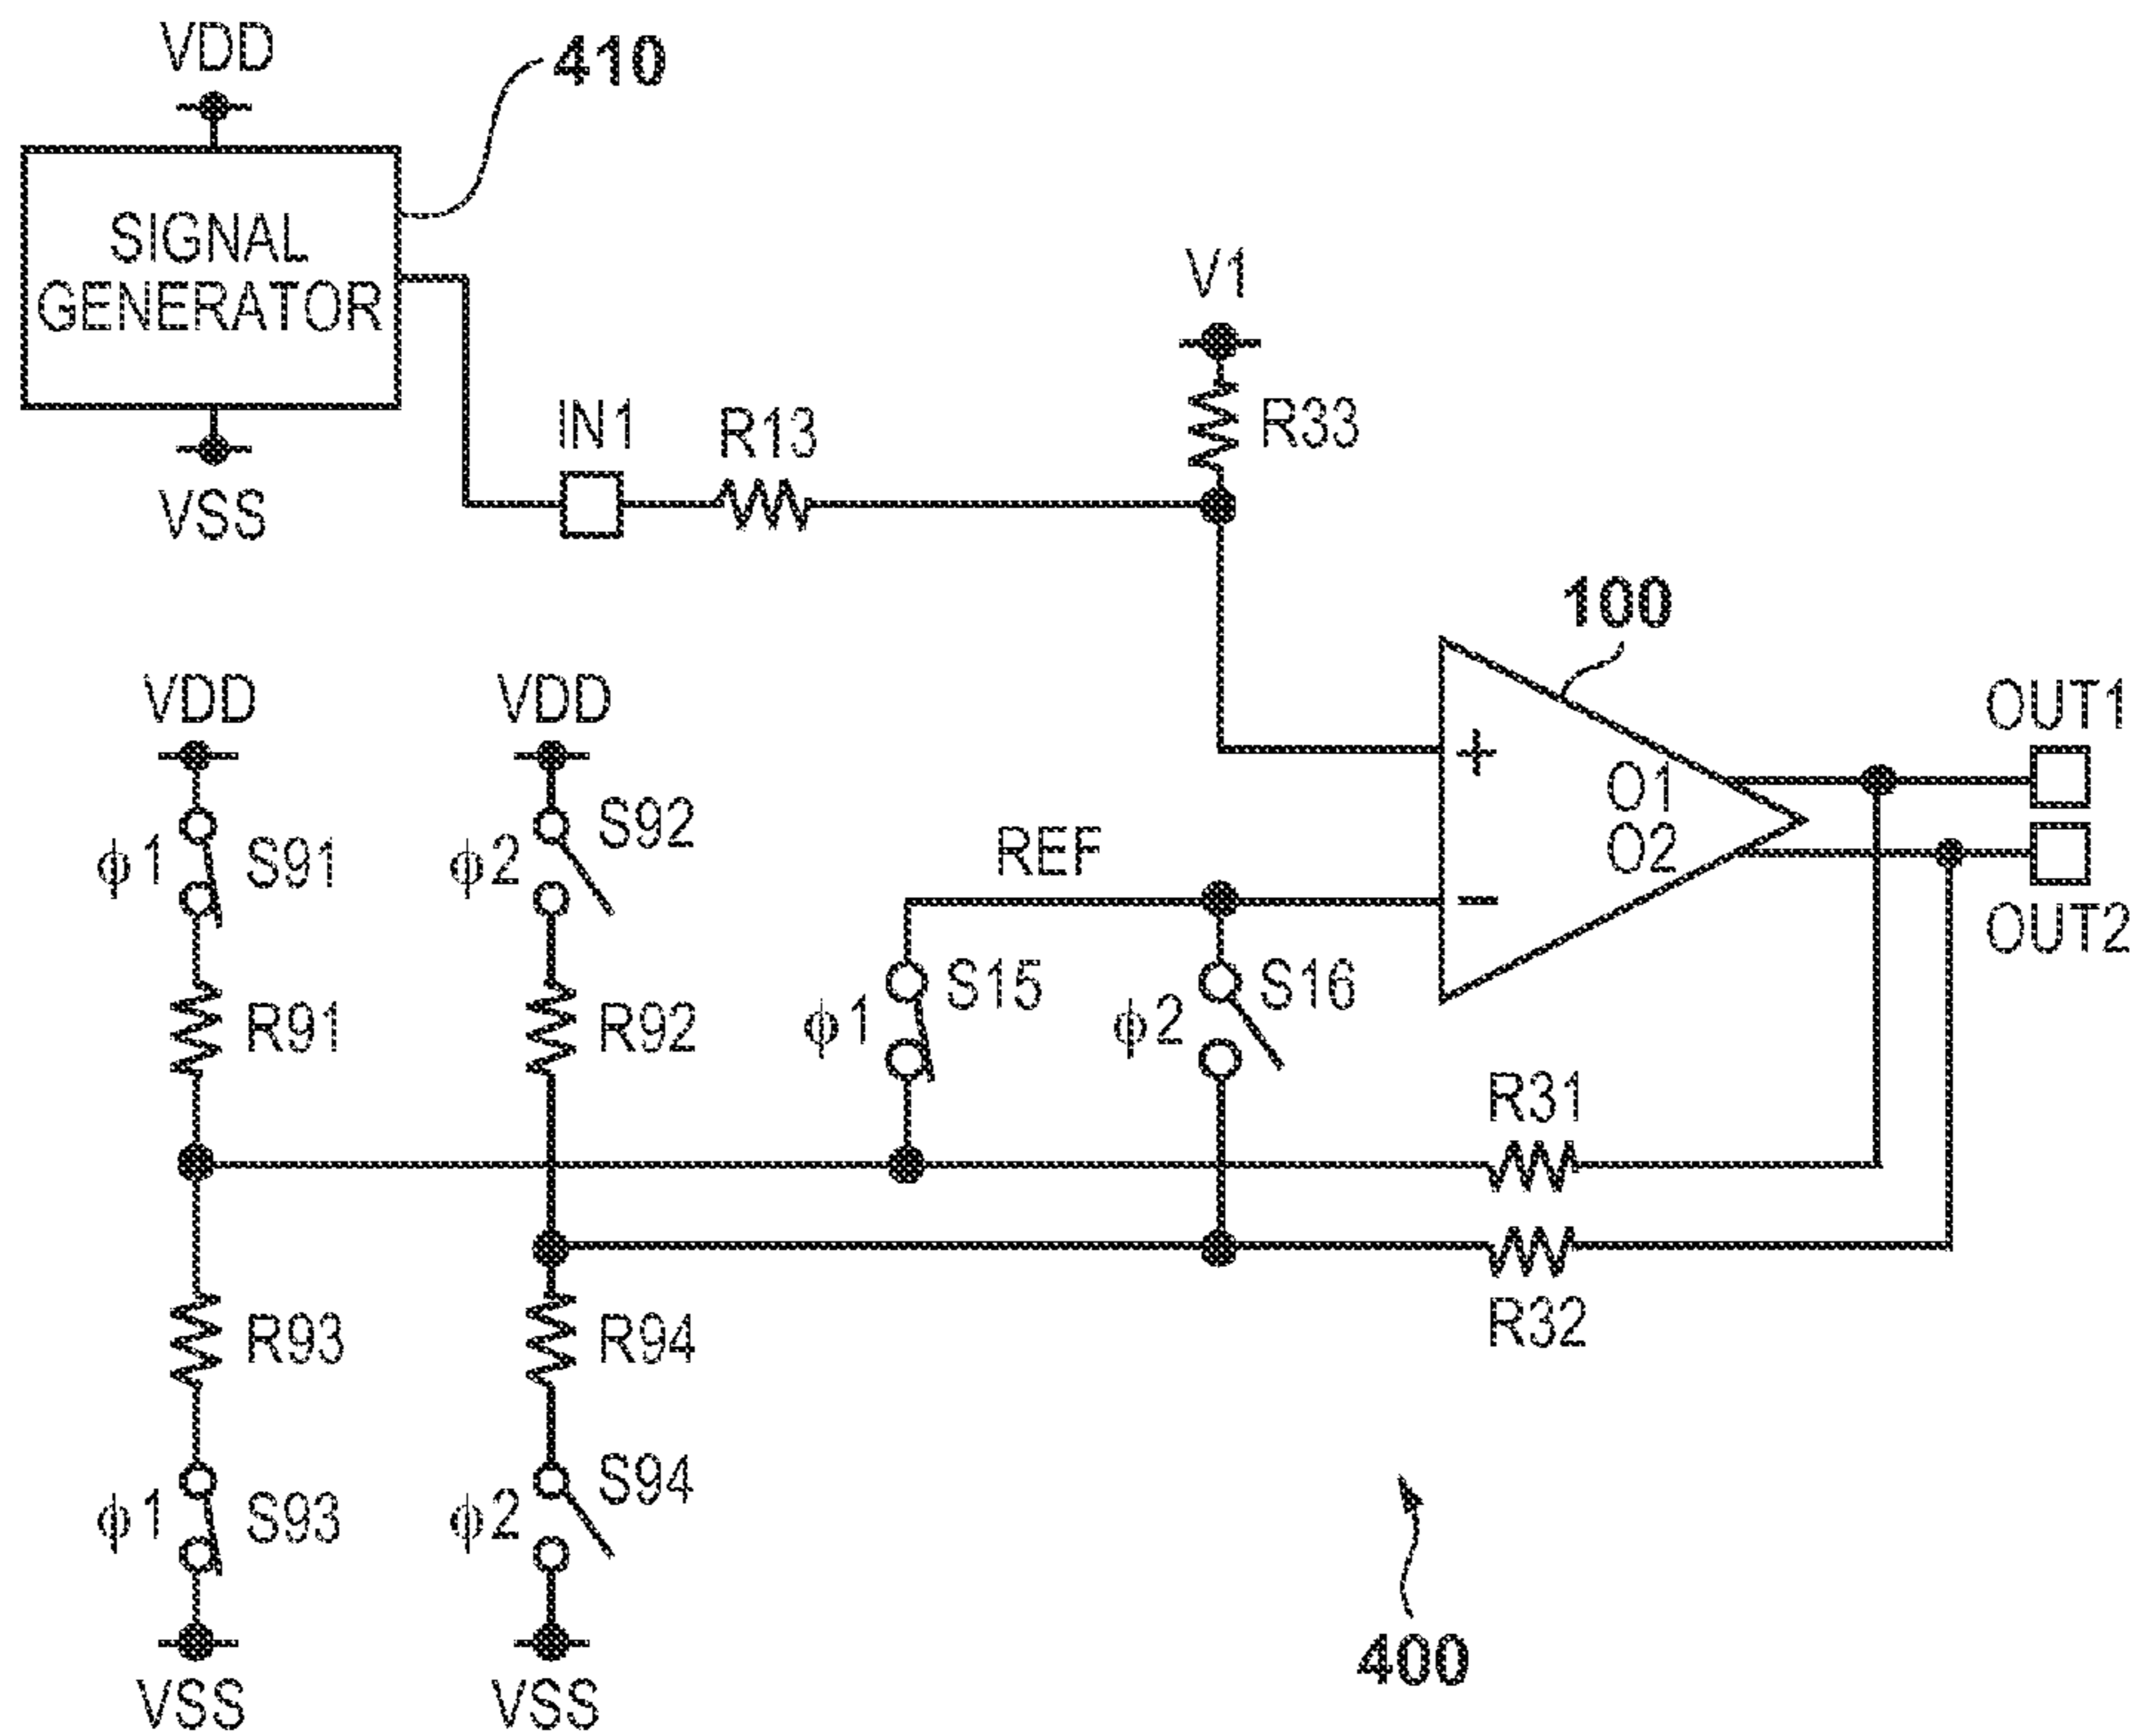 VDD
410
SIGNAL
GENERATOR
VSS
IN1
R13
V1
R33
100
VDD
VDD
ϕ1
S91
ϕ2
S92
REF
+
−
O1
O2
OUT1
OUT2
R91
R92
ϕ1
S15
ϕ2
S16
R31
R32
R93
R94
ϕ1
S93
ϕ2
S94
VSS
VSS
400